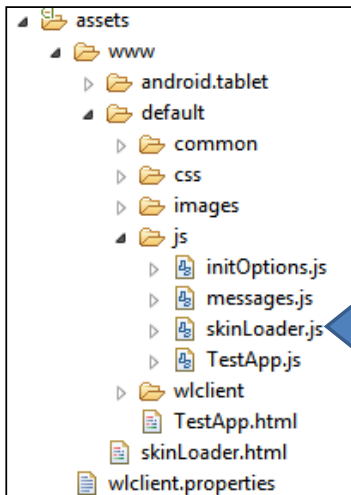 assets
www
android.tablet
default
common
css
images
js
initOptions.js
messages.js
skinLoader.js
TestApp.js
wlclient
TestApp.html
skinLoader.html
wlclient.properties